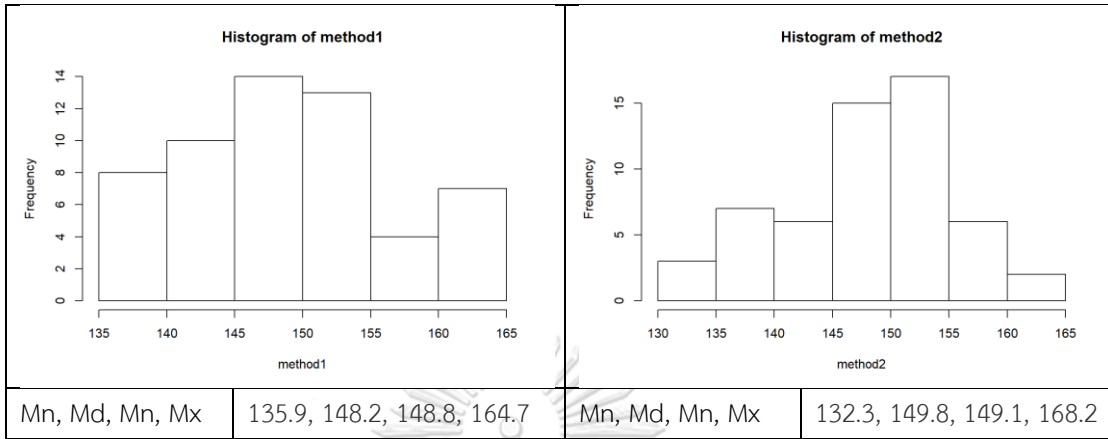 Histogram of method1
14
12
10
8
6
4
2
0
Frequency
135 140 145 150 155 160 165
method1
Histogram of method2
15
10
5
0
Frequency
130 135 140 145 150 155 160 165
method2
Mn, Md, Mn, Mx 135.9, 148.2, 148.8, 164.7 Mn, Md, Mn, Mx 132.3, 149.8, 149.1, 168.2